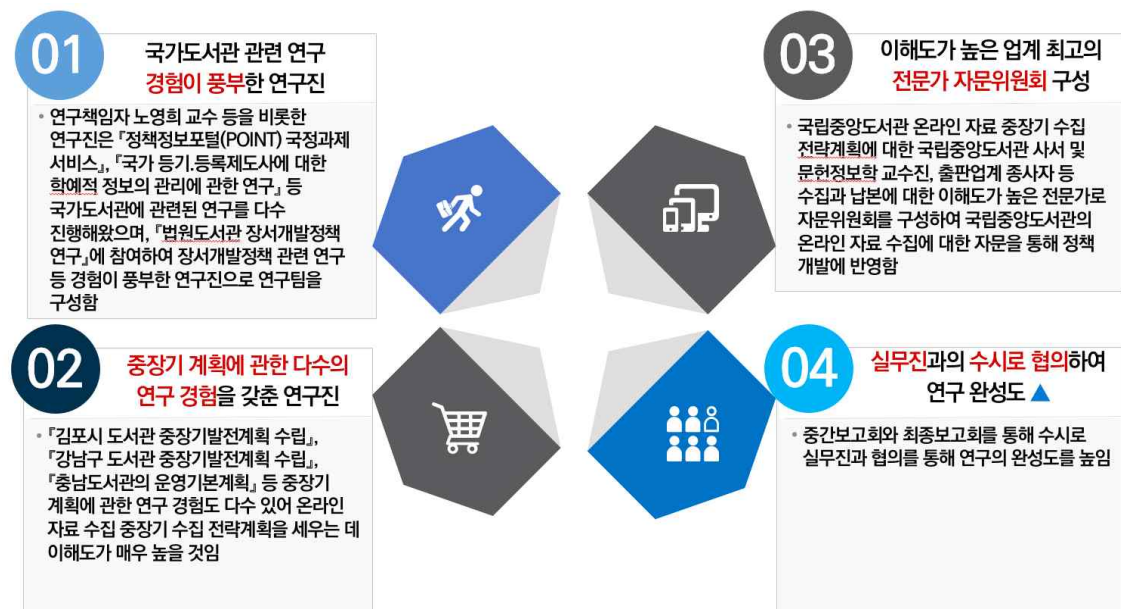 01
국가도서관 관련 연구
경험이 풍부한 연구진
• 연구책임자 노영희 교수 등을 비롯한
연구진은 『정책정보포털(POINT) 국정과제
서비스』, 『국가 등기.등록제도사에 대한
학예적 정보의 관리에 관한 연구』 등
국가도서관에 관련된 연구를 다수
진행해왔으며, 『법원도서관 장서개발정책
연구』에 참여하여 장서개발정책 관련 연구
등 경험이 풍부한 연구진으로 연구팀을
구성함
02
중장기 계획에 관한 다수의
연구 경험을 갖춘 연구진
• 『김포시 도서관 중장기발전계획 수립』,
『강남구 도서관 중장기발전계획 수립』,
『충남도서관의 운영기본계획』 등 중장기
계획에 관한 연구 경험도 다수 있어 온라인
자료 수집 중장기 수집 전략계획을 세우는 데
이해도가 매우 높을 것임
03
이해도가 높은 업계 최고의
전문가 자문위원회 구성
• 국립중앙도서관 온라인 자료 중장기 수집
전략계획에 대한 국립중앙도서관 사서 및
문헌정보학 교수진, 출판업계 종사자 등
수집과 납본에 대한 이해도가 높은 전문가로
자문위원회를 구성하여 국립중앙도서관의
온라인 자료 수집에 대한 자문을 통해 정책
개발에 반영함
04
실무진과의 수시로 협의하여
연구 완성도 ▲
• 중간보고회와 최종보고회를 통해 수시로
실무진과 협의를 통해 연구의 완성도를 높임